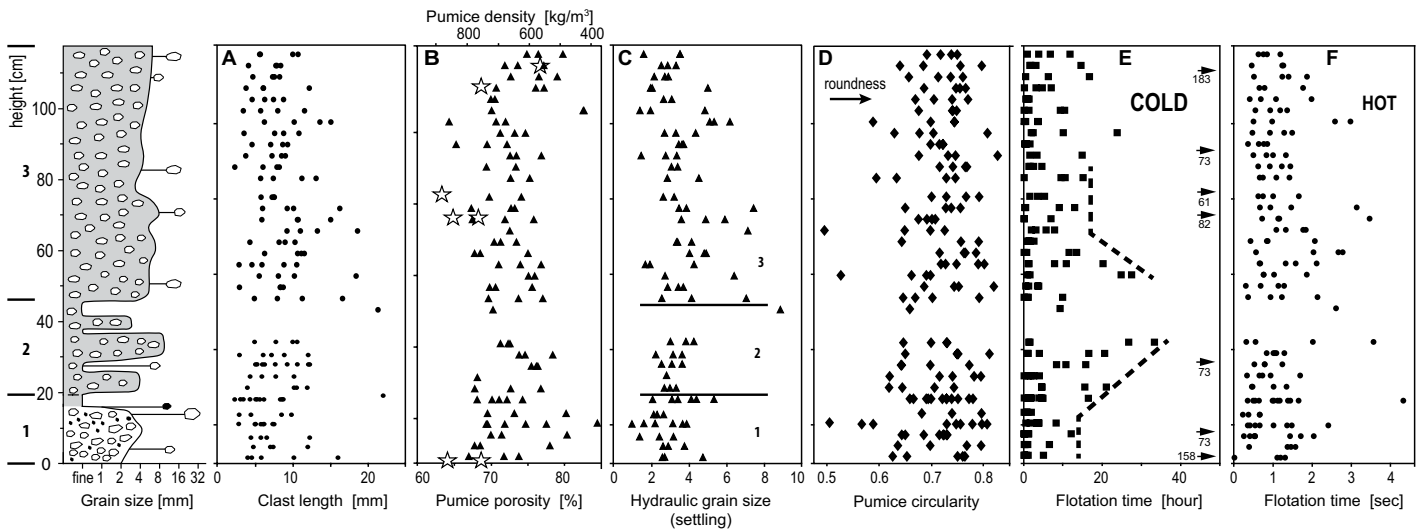 Pumice density [kg/m³]
800 600 400
A B C D E F
roundness
COLD
HOT
height [cm]
100
80
60
40
20
0
3
2
1
3
2
1
183
73
61
82
73
73
158
fine 1 2 4 8 16 32
0 10 20
60 70 80
0 2 4 6 8 10
0.5 0.6 0.7 0.8
0 20 40
0 1 2 3 4
Grain size [mm]
Clast length [mm]
Pumice porosity [%]
Hydraulic grain size
(settling)
Pumice circularity
Flotation time [hour]
Flotation time [sec]